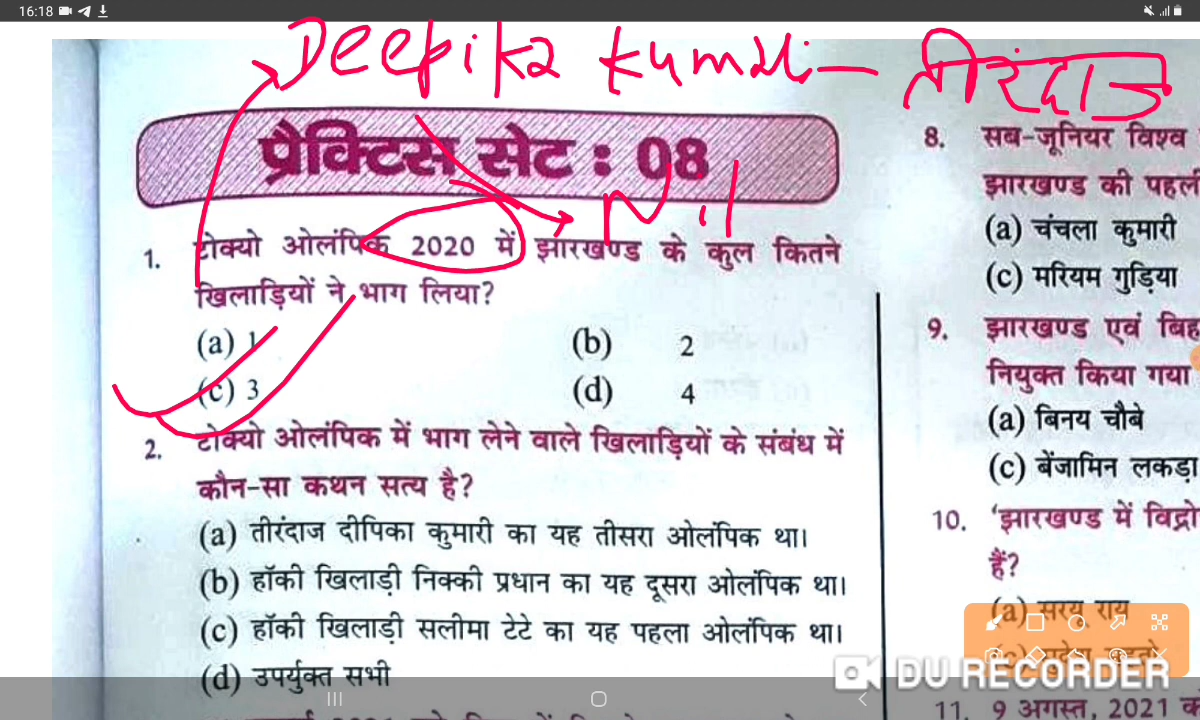 16:18
Deepika Kumari – तीरंदाज
प्रैक्टिस सेट : 08
Nil
1. टोक्यो ओलंपिक 2020 में झारखण्ड के कुल कितने
खिलाड़ियों ने भाग लिया?
(a) 1 (b) 2
(c) 3 (d) 4
2. टोक्यो ओलंपिक में भाग लेने वाले खिलाड़ियों के संबंध में
कौन-सा कथन सत्य है?
(a) तीरंदाज दीपिका कुमारी का यह तीसरा ओलंपिक था।
(b) हॉकी खिलाड़ी निक्की प्रधान का यह दूसरा ओलंपिक था।
(c) हॉकी खिलाड़ी सलीमा टेटे का यह पहला ओलंपिक था।
(d) उपर्युक्त सभी
8. सब-जूनियर विश्व
झारखण्ड की पहली
(a) चंचला कुमारी
(c) मरियम गुड़िया
9. झारखण्ड एवं बिह
नियुक्त किया गया
(a) बिनय चौबे
(c) बेंजामिन लकड़ा
10. 'झारखण्ड में विद्रो
हैं?
(a) सरयू राय
(c)
11. 9 अगस्त, 2021 क
DU RECORDER